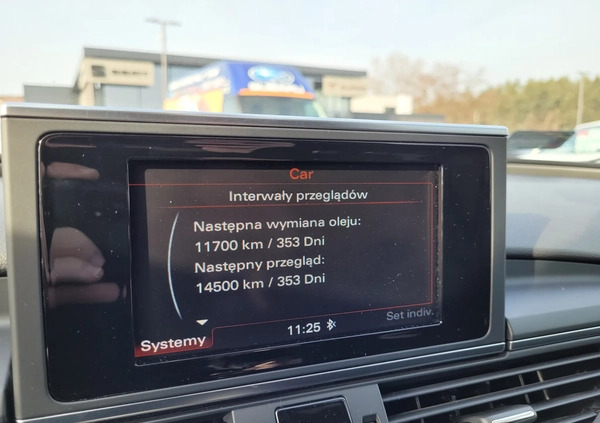 Car
Interwały przeglądów
Następna wymiana oleju:
11700 km / 353 Dni
Następny przegląd:
14500 km / 353 Dni
Set indiv.
11:25
Systemy